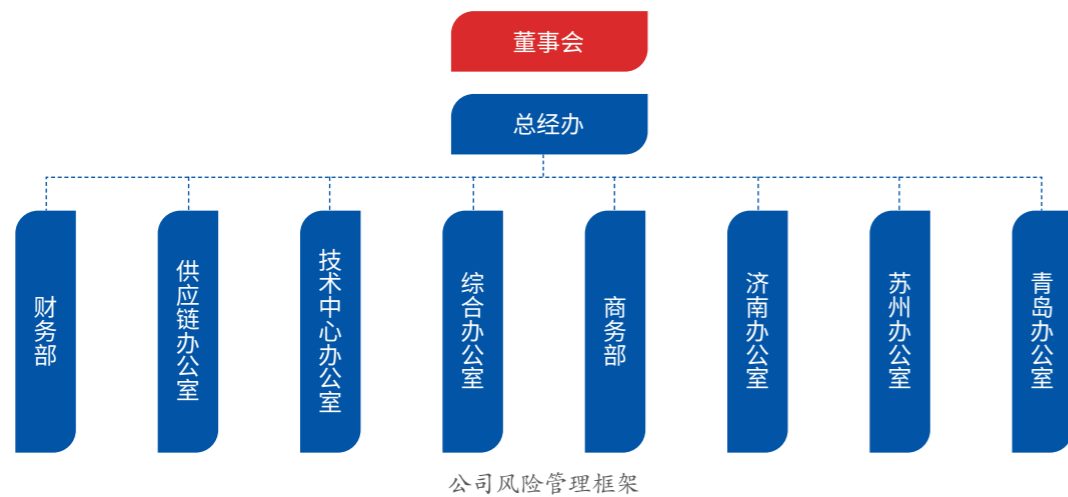 董事会
总经办
财务部
供应链办公室
技术中心办公室
综合办公室
商务部
济南办公室
苏州办公室
青岛办公室
公司风险管理框架